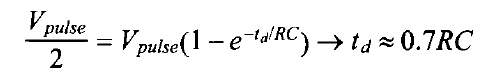 V_pulse/2 = V_pulse(1 − e^(−t_d/RC)) → t_d ≈ 0.7RC